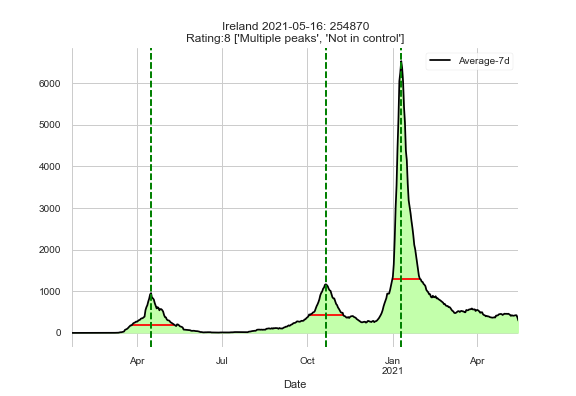 Ireland 2021-05-16: 254870
Rating:8 ['Multiple peaks', 'Not in control']
Average-7d
6000
5000
4000
3000
2000
1000
0
Apr
Jul
Oct
Jan
2021
Apr
Date